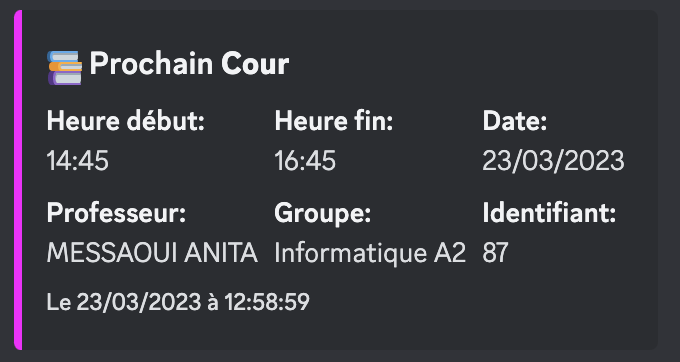 Prochain Cour
Heure début: Heure fin: Date:
14:45 16:45 23/03/2023
Professeur: Groupe: Identifiant:
MESSAOUI ANITA Informatique A2 87
Le 23/03/2023 à 12:58:59